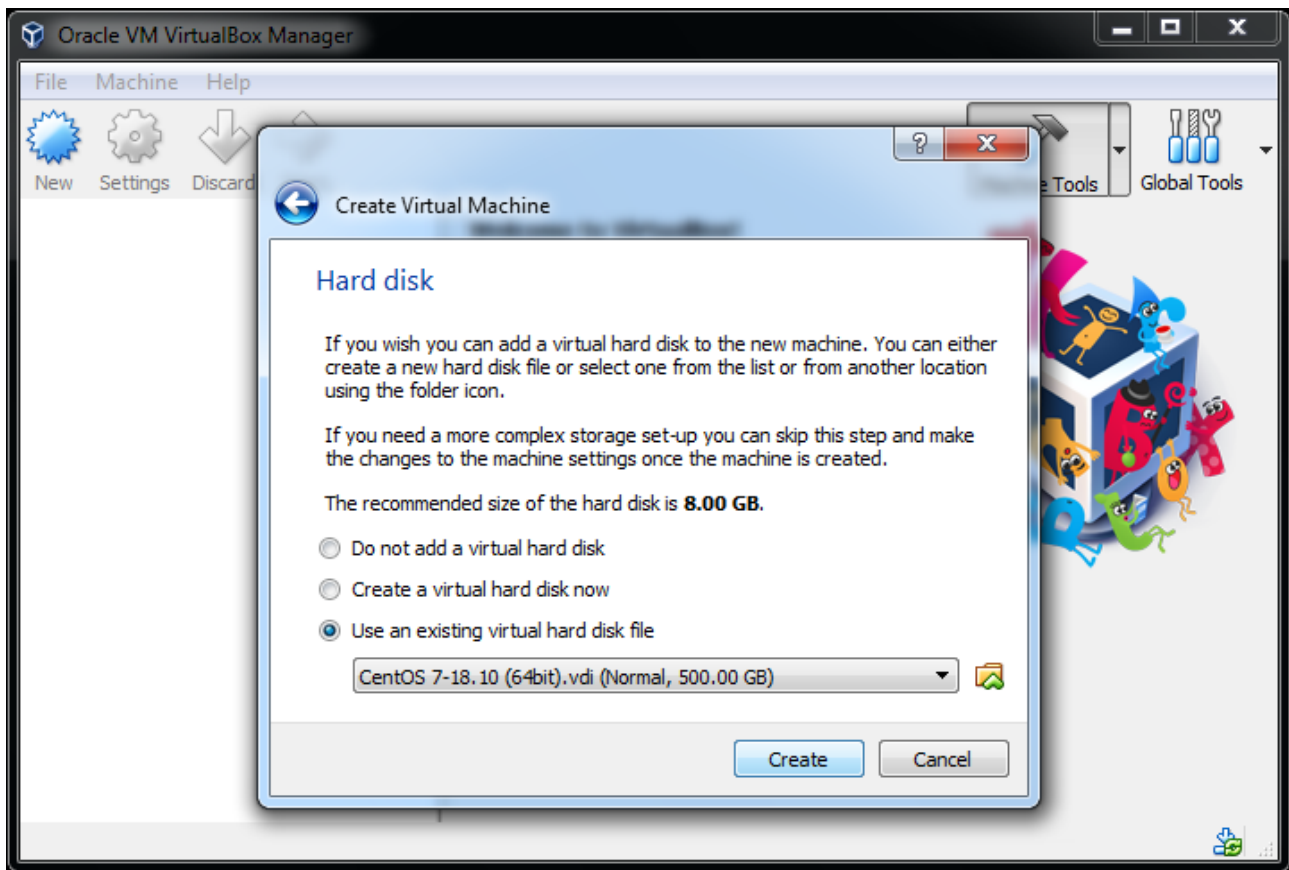 Oracle VM VirtualBox Manager
File Machine Help
New Settings Discard Tools Global Tools
Create Virtual Machine
Welcome to VirtualBox!
Hard disk
If you wish you can add a virtual hard disk to the new machine. You can either
create a new hard disk file or select one from the list or from another location
using the folder icon.
If you need a more complex storage set-up you can skip this step and make
the changes to the machine settings once the machine is created.
The recommended size of the hard disk is 8.00 GB.
Do not add a virtual hard disk
Create a virtual hard disk now
Use an existing virtual hard disk file
CentOS 7-18.10 (64bit).vdi (Normal, 500.00 GB)
Create Cancel